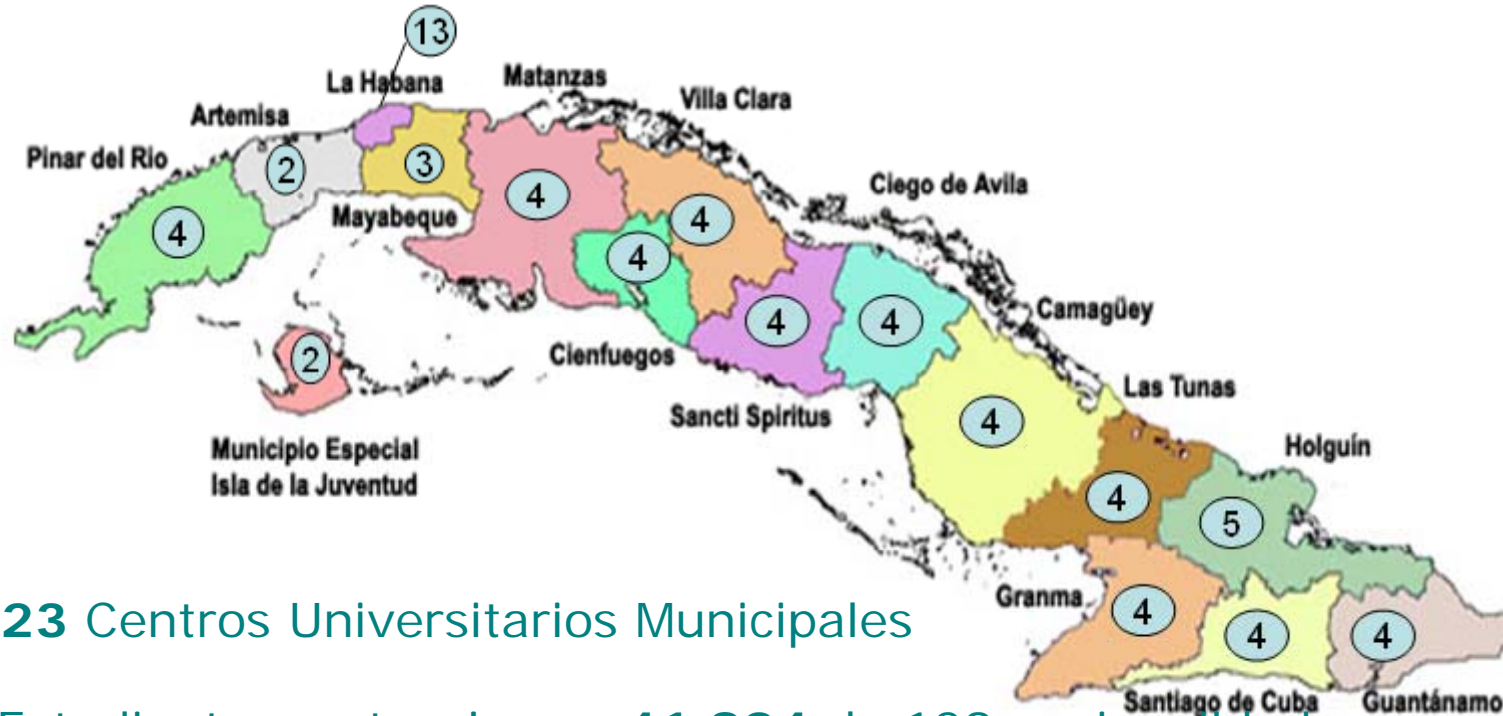 13
La Habana
Matanzas
Artemisa
Villa Clara
Pinar del Rio
2
3
Ciego de Avila
4
4
Mayabeque
4
4
4
4
Camagüey
2
Cienfuegos
Las Tunas
Sancti Spiritus
4
Holguín
Municipio Especial
Isla de la Juventud
4
5
Granma
4
4
4
23 Centros Universitarios Municipales
Santiago de Cuba
Guantánamo
41 284